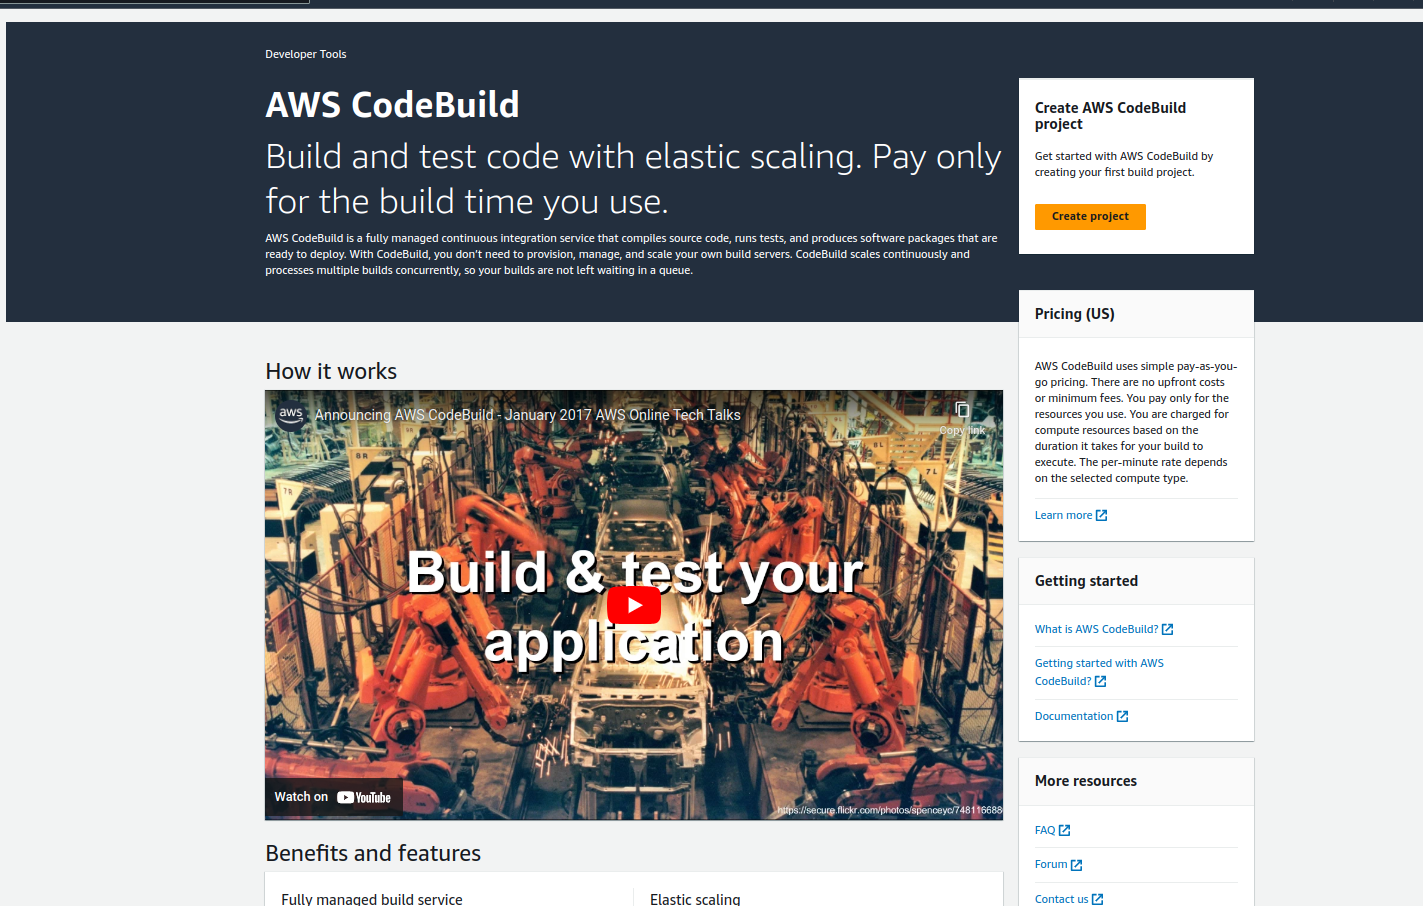 Developer Tools
AWS CodeBuild
Build and test code with elastic scaling. Pay only
for the build time you use.
AWS CodeBuild is a fully managed continuous integration service that compiles source code, runs tests, and produces software packages that are
ready to deploy. With CodeBuild, you don't need to provision, manage, and scale your own build servers. CodeBuild scales continuously and
processes multiple builds concurrently, so your builds are not left waiting in a queue.
Create AWS CodeBuild
project
Get started with AWS CodeBuild by
creating your first build project.
Create project
How it works
aws
Announcing AWS CodeBuild - January 2017 AWS Online Tech Talks
Copy link
8R
7R
8L
7L
Build & test your
application
Watch on YouTube
https://secure.flickr.com/photos/spenceyc/748116688
Benefits and features
Fully managed build service
Elastic scaling
Pricing (US)
AWS CodeBuild uses simple pay-as-you-
go pricing. There are no upfront costs
or minimum fees. You pay only for the
resources you use. You are charged for
compute resources based on the
duration it takes for your build to
execute. The per-minute rate depends
on the selected compute type.
Learn more
Getting started
What is AWS CodeBuild?
Getting started with AWS
CodeBuild?
Documentation
More resources
FAQ
Forum
Contact us